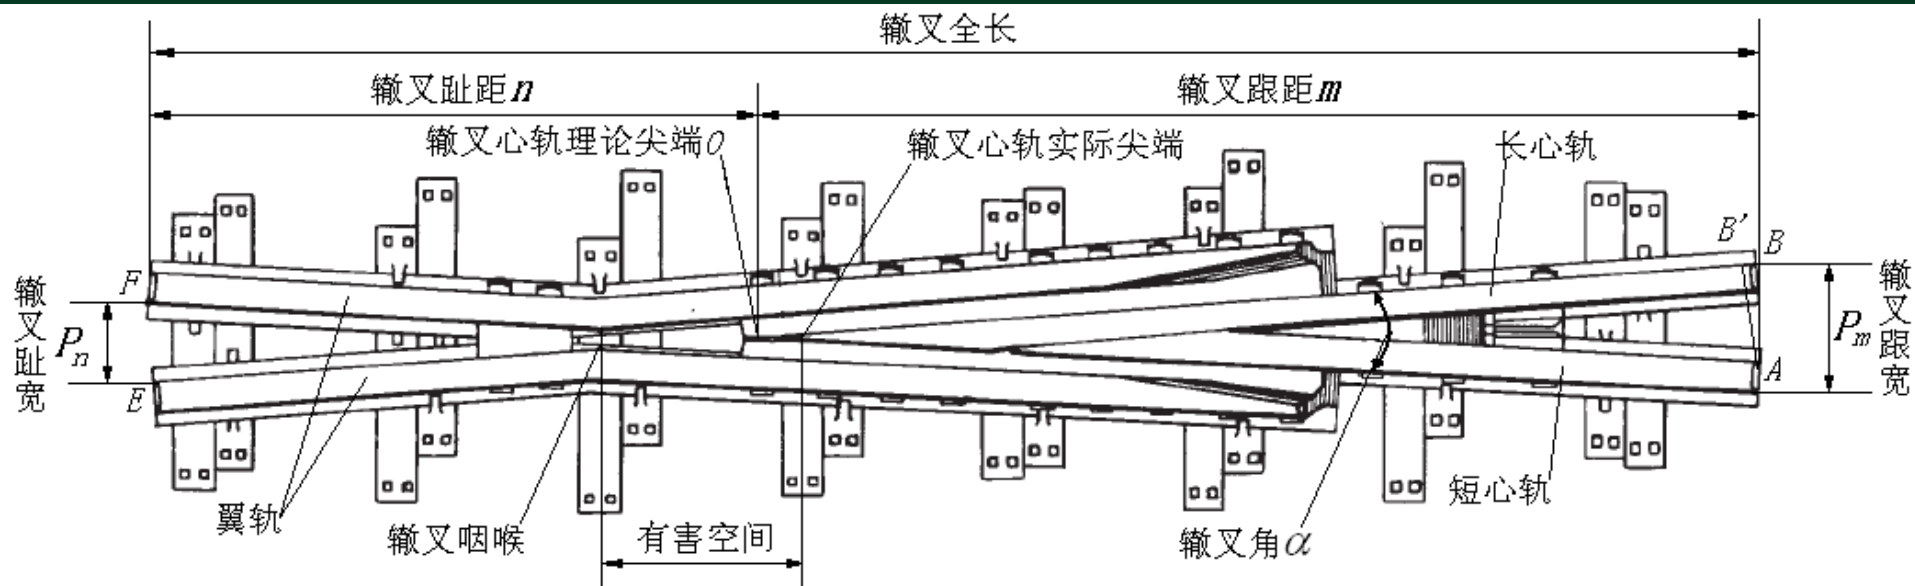 辙叉全长
辙叉趾距n
辙叉跟距m
辙叉心轨理论尖端O
辙叉心轨实际尖端
长心轨
B'
B
F
辙叉趾宽
Pn
E
Pm
辙叉跟宽
A
翼轨
辙叉咽喉
有害空间
辙叉角α
短心轨